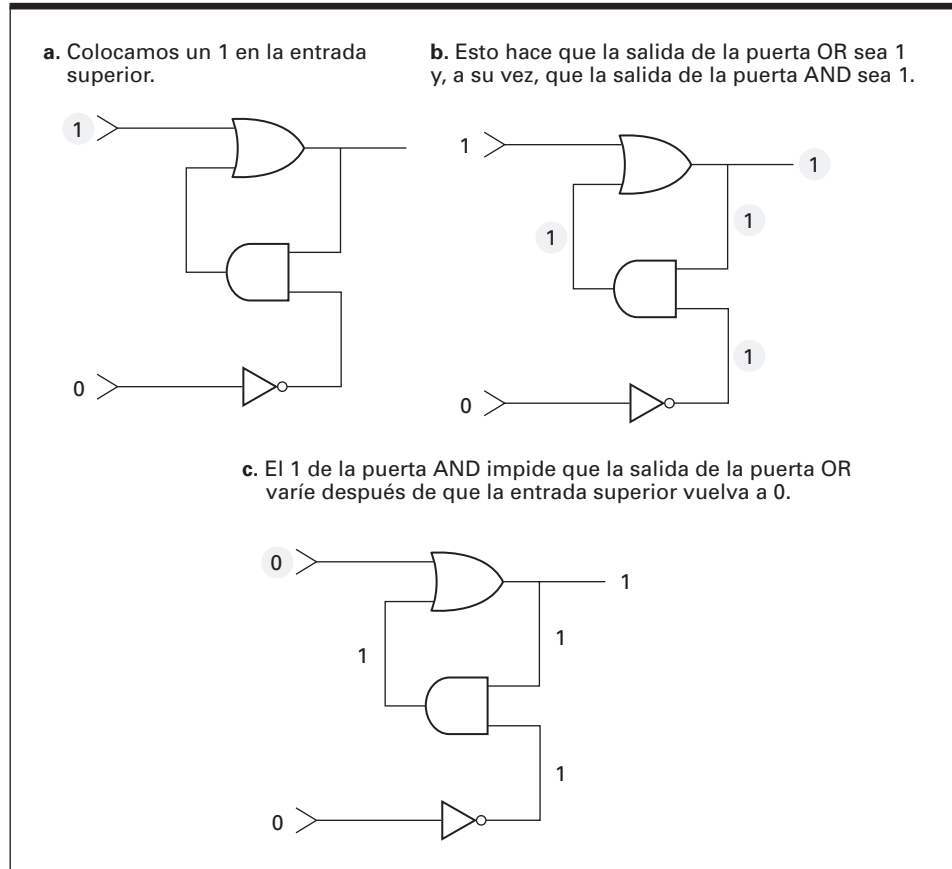 a. Colocamos un 1 en la entrada
superior.
b. Esto hace que la salida de la puerta OR sea 1
y, a su vez, que la salida de la puerta AND sea 1.
1
0
1
1
1
1
1
0
c. El 1 de la puerta AND impide que la salida de la puerta OR
varíe después de que la entrada superior vuelva a 0.
0
1
1
1
1
0